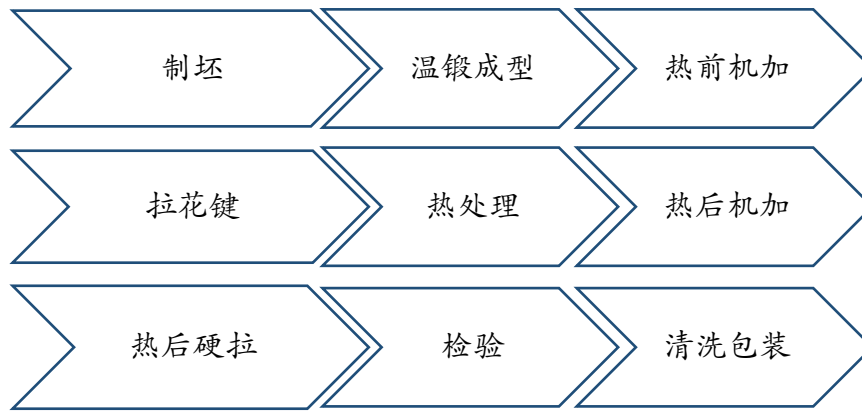 制坯
温锻成型
热前机加
拉花键
热处理
热后机加
热后硬拉
检验
清洗包装